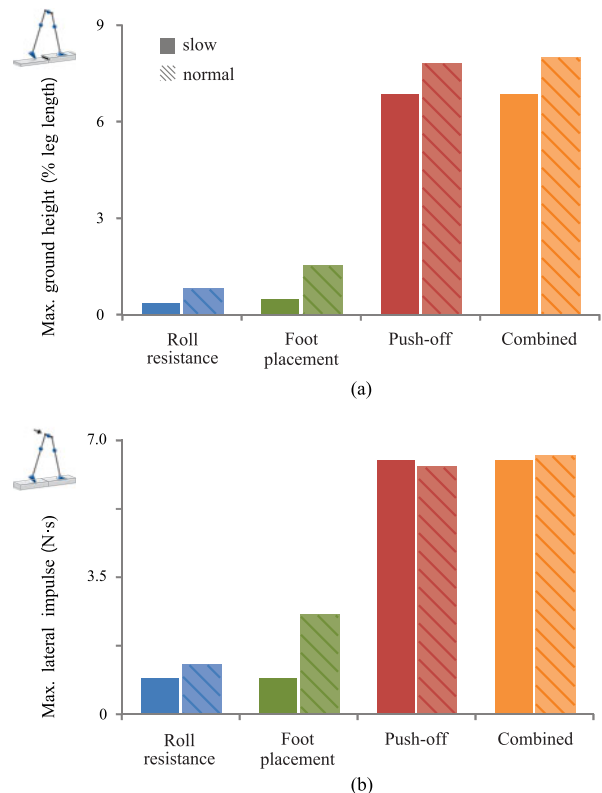 9
6
3
0
Max. ground height (% leg length)
slow
normal
Roll resistance
Foot placement
Push-off
Combined
(a)
7.0
3.5
0
Max. lateral impulse (N·s)
Roll resistance
Foot placement
Push-off
Combined
(b)